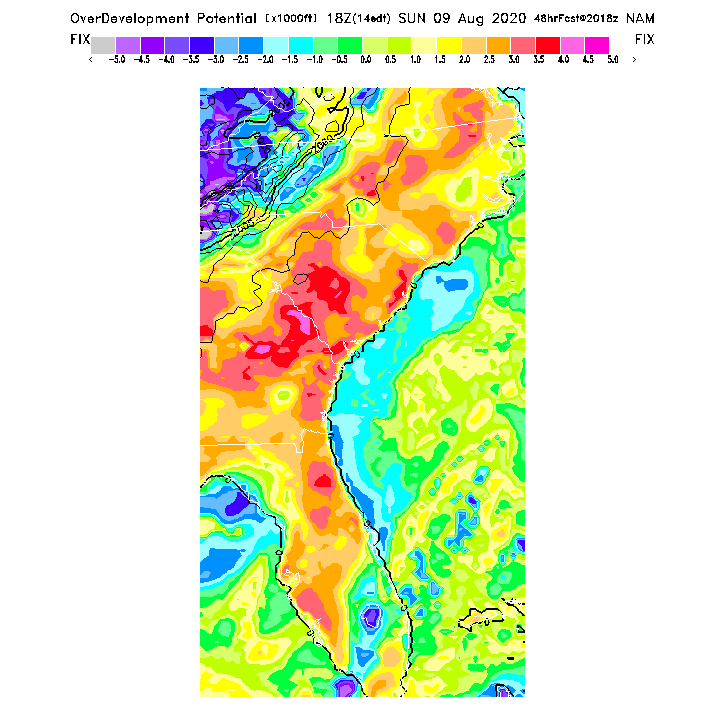 OverDevelopment Potential [x1000ft] 18Z(14edt) SUN 09 Aug 2020 48hrFcst@2018z NAM
FIX FIX
< -5.0 -4.5 -4.0 -3.5 -3.0 -2.5 -2.0 -1.5 -1.0 -0.5 0.0 0.5 1.0 1.5 2.0 2.5 3.0 3.5 4.0 4.5 5.0 >